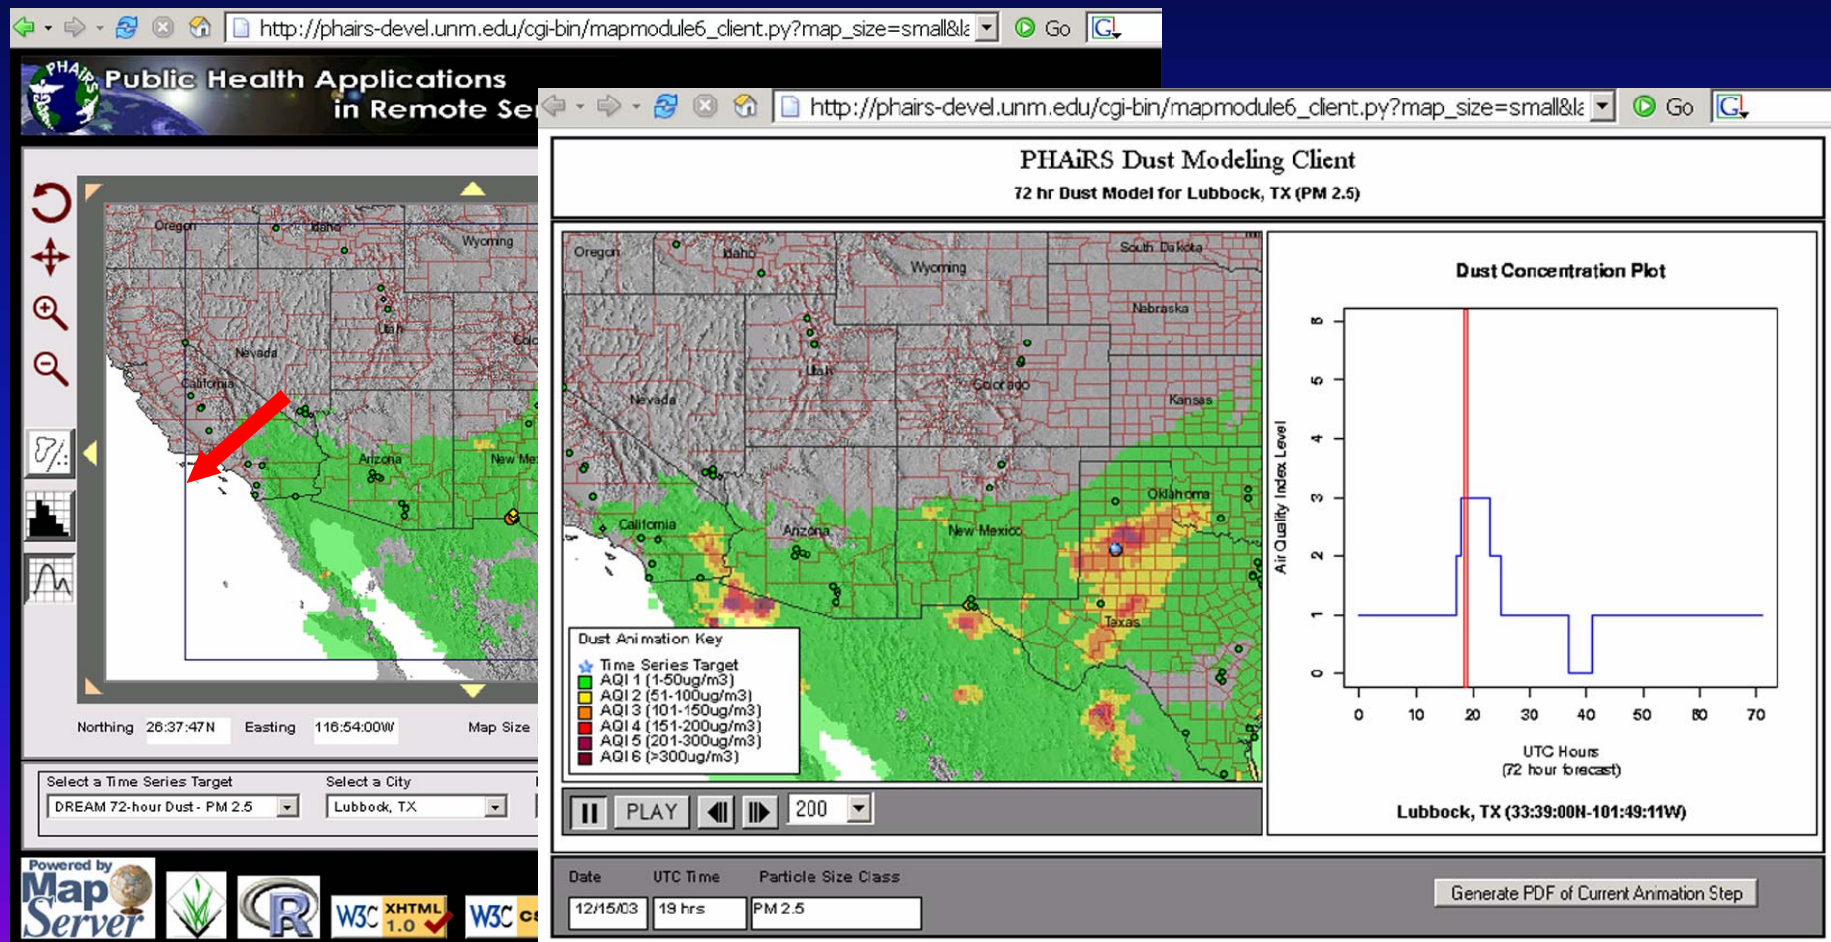 http://phairs-devel.unm.edu/cgi-bin/mapmodule6_client.py?map_size=small&la
Go
G
PHAiRS
Public Health Applications
in Remote Se
Oregon
Idaho
Wyoming
Nevada
Utah
Colo
California
Arizona
New Me
Northing 26:37:47N Easting 116:54:00W Map Size
Select a Time Series Target Select a City
DREAM 72-hour Dust - PM 2.5 Lubbock, TX
Powered by
Map
Server
R
W3C XHTML 1.0
W3C cs
http://phairs-devel.unm.edu/cgi-bin/mapmodule6_client.py?map_size=small&la
Go
G
PHAiRS Dust Modeling Client
72 hr Dust Model for Lubbock, TX (PM 2.5)
Oregon
Idaho
Wyoming
South Dakota
Nebraska
Utah
Colorado
Nevada
Kansas
California
Arizona
New Mexico
Oklahoma
Texas
Dust Animation Key
Time Series Target
AQI 1 (1-50ug/m3)
AQI 2 (51-100ug/m3)
AQI 3 (101-150ug/m3)
AQI 4 (151-200ug/m3)
AQI 5 (201-300ug/m3)
AQI 6 (>300ug/m3)
PLAY
200
Dust Concentration Plot
Air Quality Index Level
6
5
4
3
2
1
0
0 10 20 30 40 50 60 70
UTC Hours
(72 hour forecast)
Lubbock, TX (33:39:00N-101:49:11W)
Date UTC Time Particle Size Class
12/15/03 19 hrs PM 2.5
Generate PDF of Current Animation Step